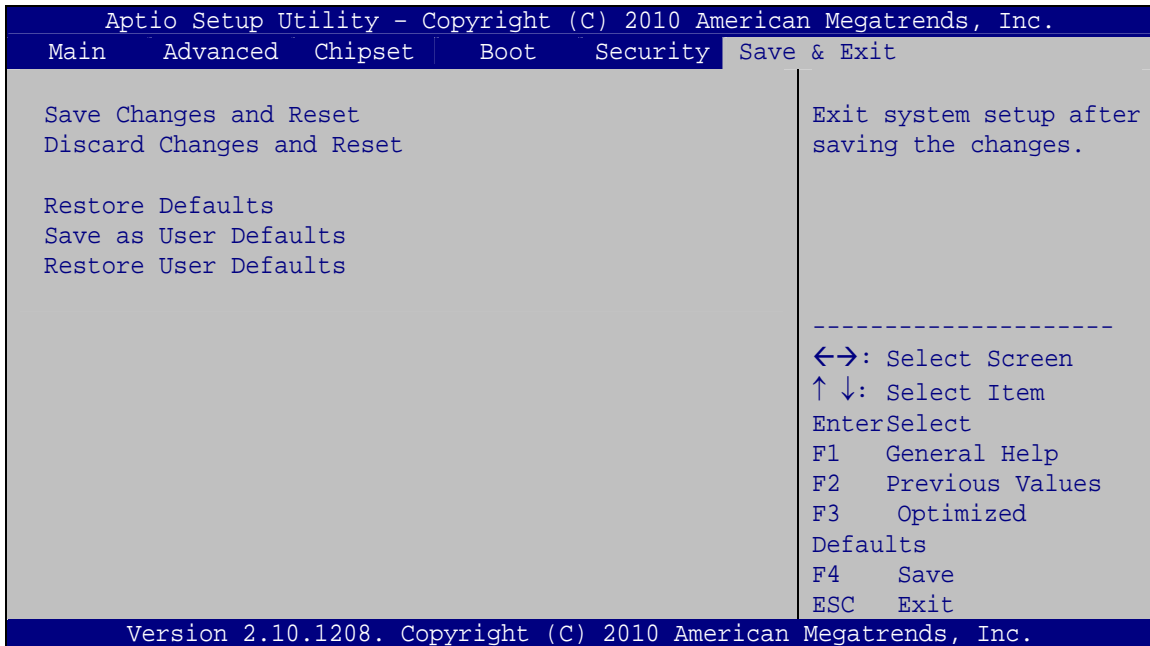 Aptio Setup Utility – Copyright (C) 2010 American Megatrends, Inc.
Main Advanced Chipset Boot Security Save & Exit
Save Changes and Reset
Discard Changes and Reset
Restore Defaults
Save as User Defaults
Restore User Defaults
Exit system setup after
saving the changes.
---------------------
←→: Select Screen
↑ ↓: Select Item
EnterSelect
F1 General Help
F2 Previous Values
F3 Optimized
Defaults
F4 Save
ESC Exit
Version 2.10.1208. Copyright (C) 2010 American Megatrends, Inc.